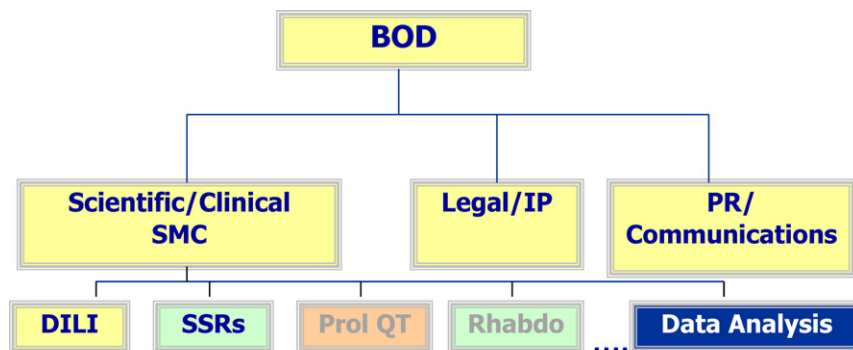 BOD
Scientific/Clinical
SMC
Legal/IP
PR/
Communications
DILI
SSRs
Prol QT
Rhabdo
....
Data Analysis